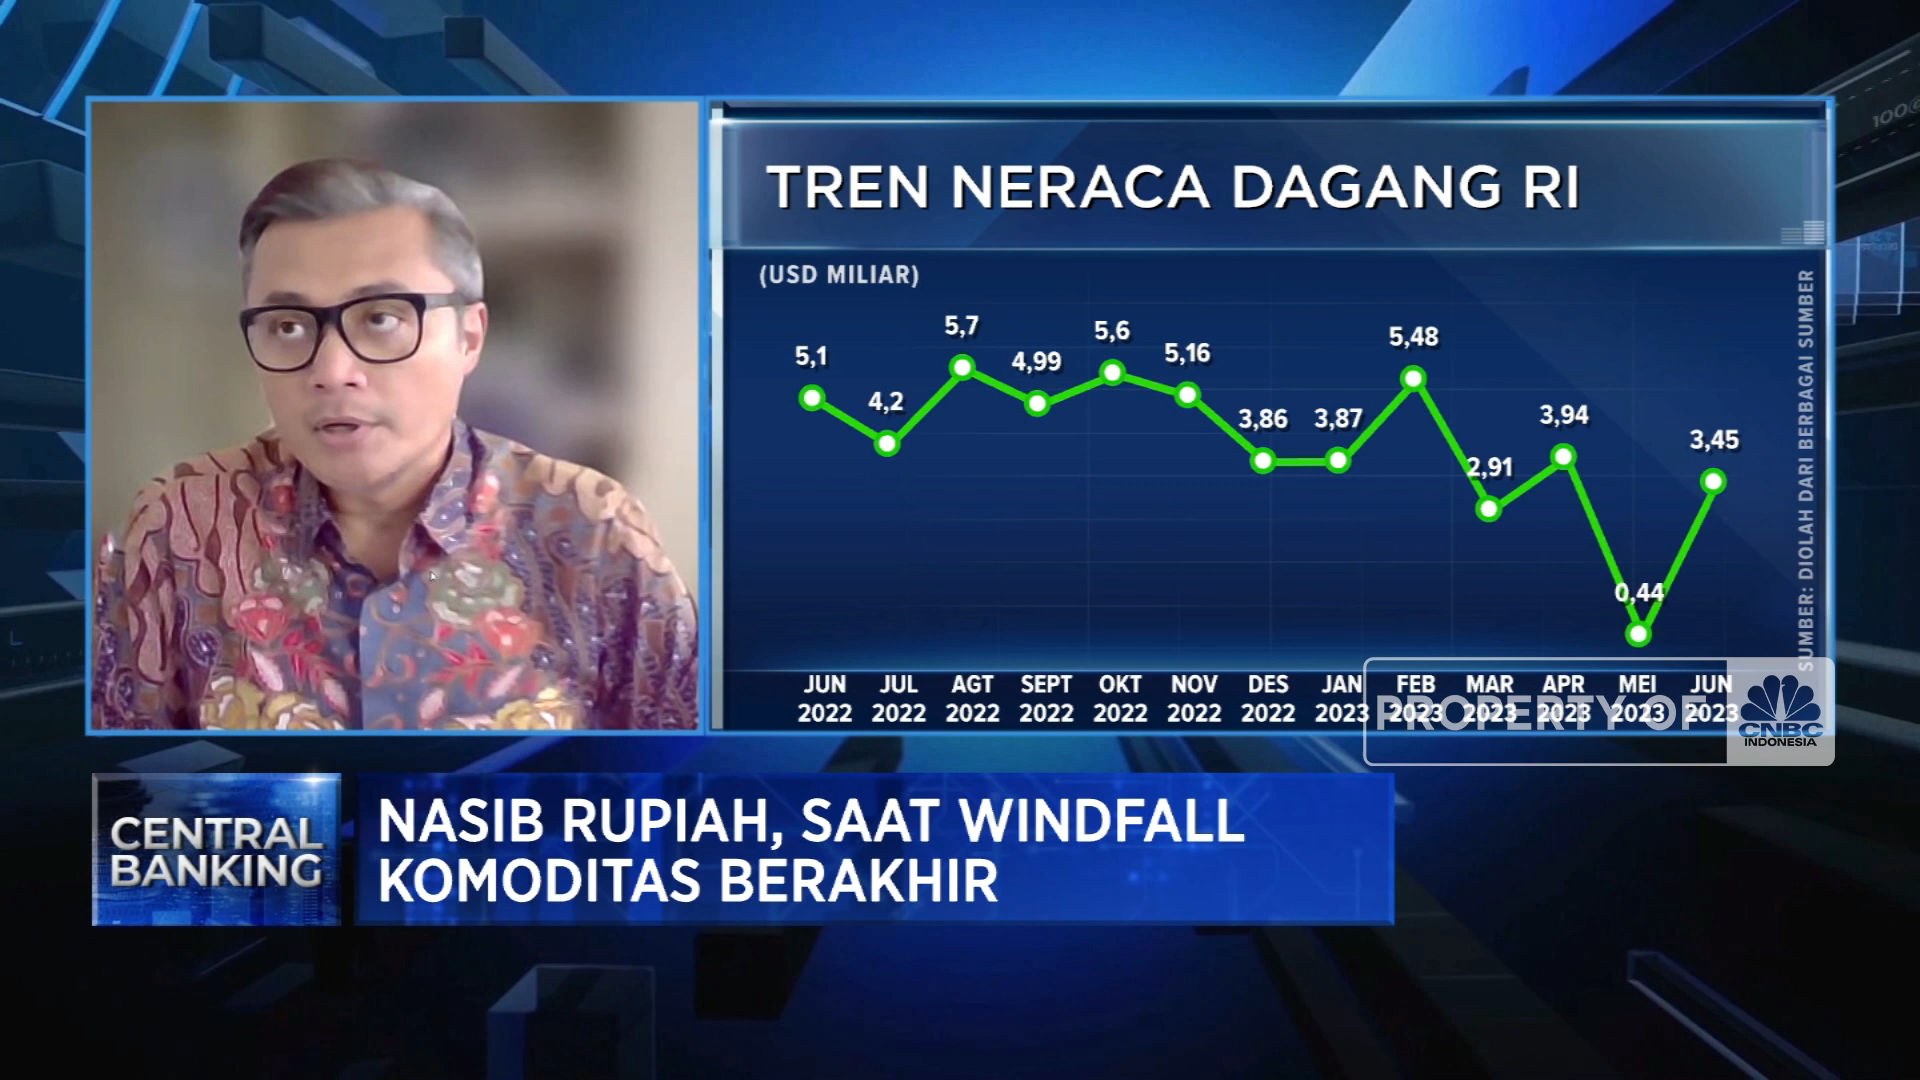 TREN NERACA DAGANG RI
(USD MILIAR)
5,1
4,2
5,7
4,99
5,6
5,16
3,86
3,87
5,48
2,91
3,94
0,44
3,45
JUN 2022
JUL 2022
AGT 2022
SEPT 2022
OKT 2022
NOV 2022
DES 2022
JAN 2023
FEB 2023
MAR 2023
APR 2023
MEI 2023
JUN 2023
SUMBER: DIOLAH DARI BERBAGAI SUMBER
PROPERTY OF
CNBC
INDONESIA
CENTRAL
BANKING
NASIB RUPIAH, SAAT WINDFALL
KOMODITAS BERAKHIR